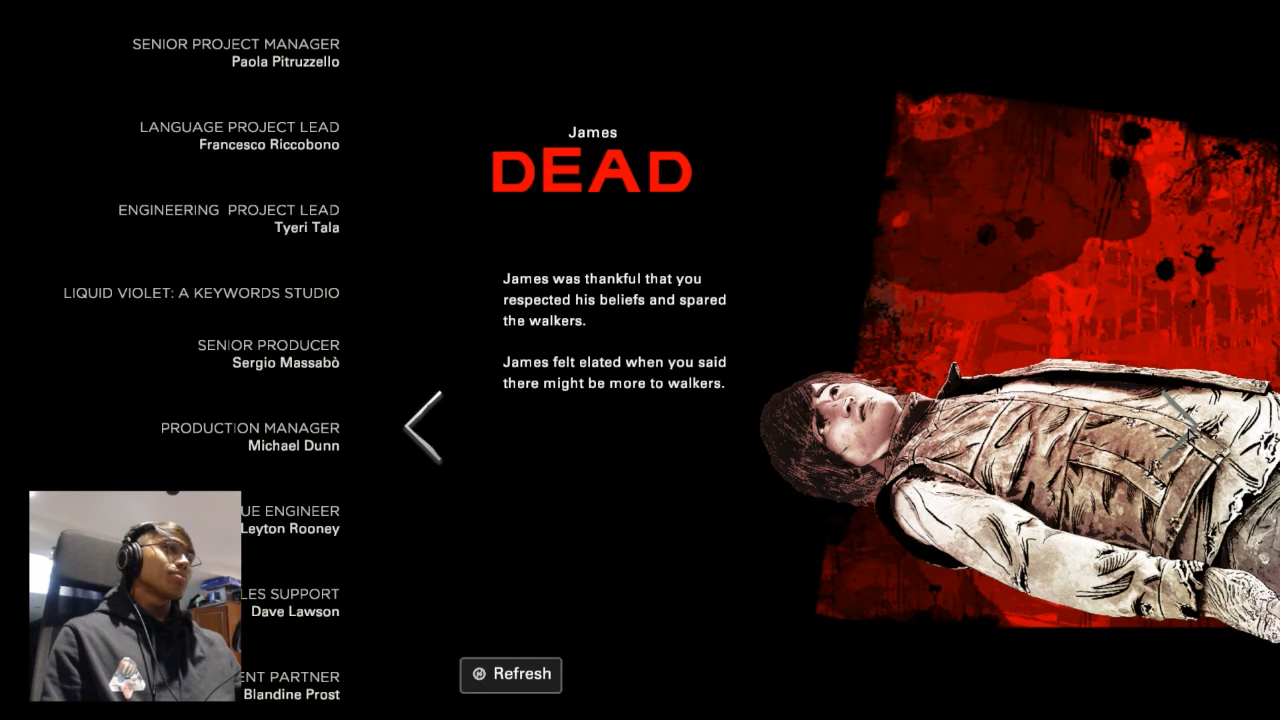 SENIOR PROJECT MANAGER
Paola Pitruzzello
LANGUAGE PROJECT LEAD
Francesco Riccobono
ENGINEERING PROJECT LEAD
Tyeri Tala
LIQUID VIOLET: A KEYWORDS STUDIO
SENIOR PRODUCER
Sergio Massabò
PRODUCTION MANAGER
Michael Dunn
UE ENGINEER
Leyton Rooney
LES SUPPORT
Dave Lawson
ENT PARTNER
Blandine Prost
James
DEAD
James was thankful that you
respected his beliefs and spared
the walkers.
James felt elated when you said
there might be more to walkers.
Refresh